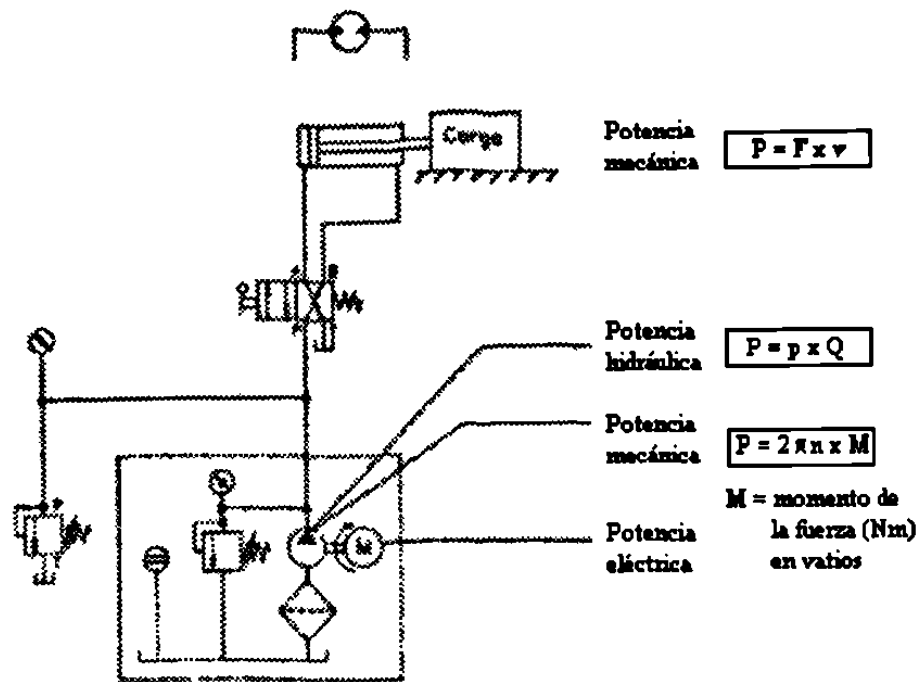 Carga
Potencia
mecánica
P = F x v
Potencia
hidráulica
P = p x Q
Potencia
mecánica
P = 2 π n x M
M = momento de
la fuerza (Nm)
en vatios
Potencia
eléctrica
M